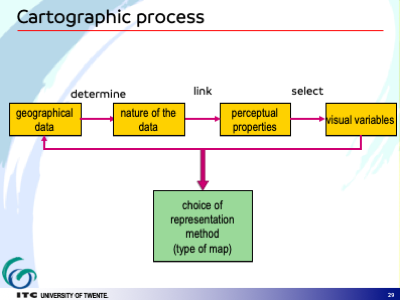 Cartographic process
determine
link
select
geographical
data
nature of the
data
perceptual
properties
visual variables
choice of
representation
method
(type of map)
ITC UNIVERSITY OF TWENTE.
29